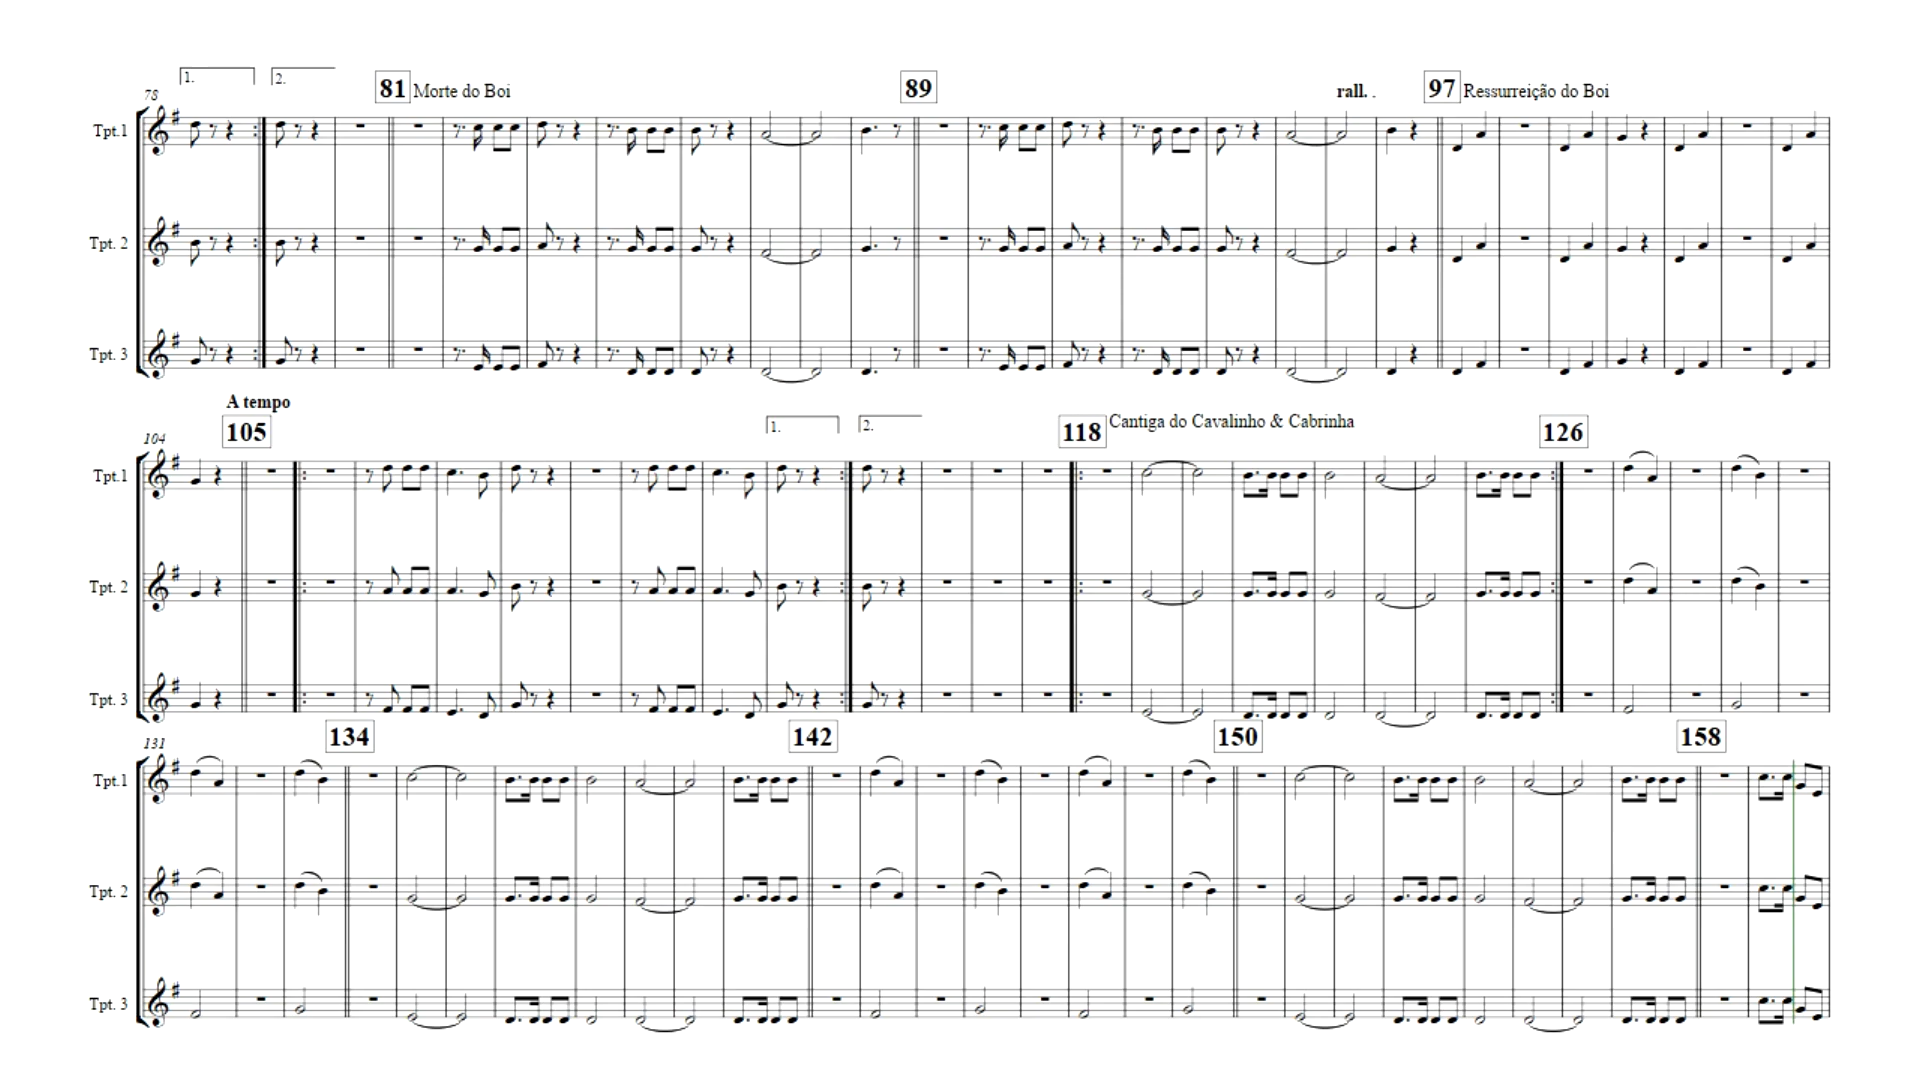 1. 2. 81 Morte do Boi 89 rall. . 97 Ressurreição do Boi
78
Tpt.1
Tpt. 2
Tpt. 3
A tempo
104 105 1. 2. 118 Cantiga do Cavalinho & Cabrinha 126
Tpt.1
Tpt. 2
Tpt. 3
131 134 142 150 158
Tpt.1
Tpt. 2
Tpt. 3